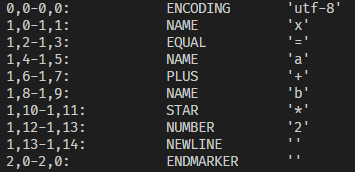 0,0-0,0: ENCODING 'utf-8'
1,0-1,1: NAME 'x'
1,2-1,3: EQUAL '='
1,4-1,5: NAME 'a'
1,6-1,7: PLUS '+'
1,8-1,9: NAME 'b'
1,10-1,11: STAR '*'
1,12-1,13: NUMBER '2'
1,13-1,14: NEWLINE ''
2,0-2,0: ENDMARKER ''